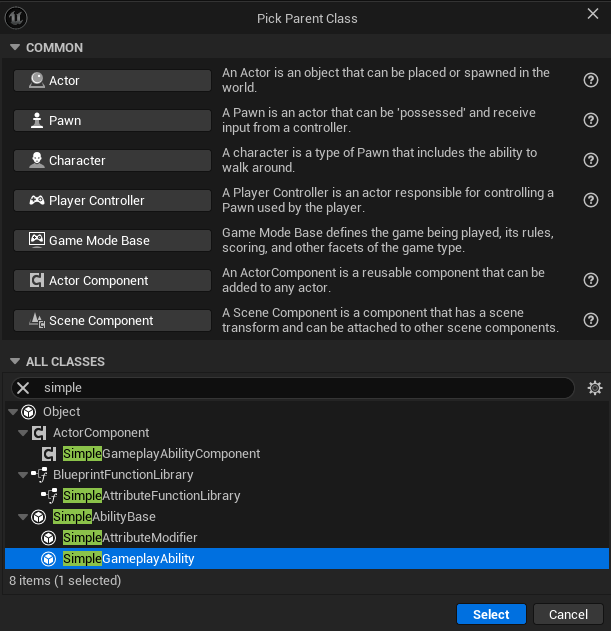 Pick Parent Class
COMMON
Actor
An Actor is an object that can be placed or spawned in the
world.
Pawn
A Pawn is an actor that can be 'possessed' and receive
input from a controller.
Character
A character is a type of Pawn that includes the ability to
walk around.
Player Controller
A Player Controller is an actor responsible for controlling a
Pawn used by the player.
Game Mode Base
Game Mode Base defines the game being played, its rules,
scoring, and other facets of the game type.
Actor Component
An ActorComponent is a reusable component that can be
added to any actor.
Scene Component
A Scene Component is a component that has a scene
transform and can be attached to other scene components.
ALL CLASSES
simple
Object
ActorComponent
SimpleGameplayAbilityComponent
BlueprintFunctionLibrary
SimpleAttributeFunctionLibrary
SimpleAbilityBase
SimpleAttributeModifier
SimpleGameplayAbility
8 items (1 selected)
Select
Cancel